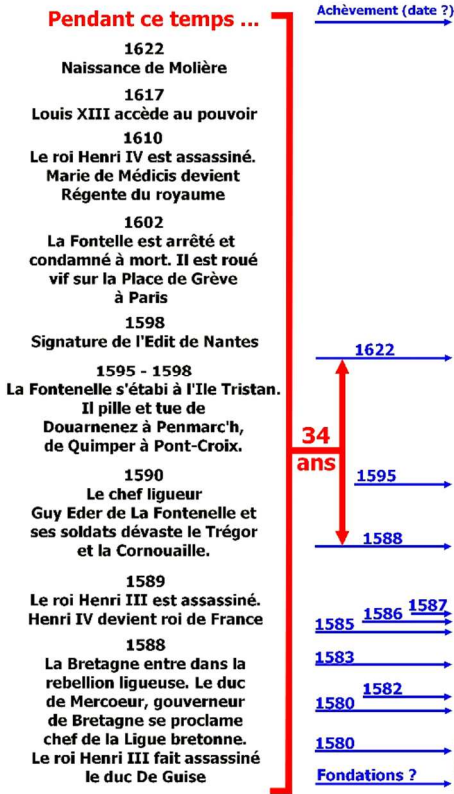 Pendant ce temps ...
1622
Naissance de Molière
1617
Louis XIII accède au pouvoir
1610
Le roi Henri IV est assassiné.
Marie de Médicis devient
Régente du royaume
1602
La Fontelle est arrêté et
condamné à mort. Il est roué
vif sur la Place de Grève
à Paris
1598
Signature de l'Edit de Nantes
1595 - 1598
La Fontenelle s'étabi à l'Ile Tristan.
Il pille et tue de
Douarnenez à Penmarc'h,
de Quimper à Pont-Croix.
1590
Le chef ligueur
Guy Eder de La Fontenelle et
ses soldats dévaste le Trégor
et la Cornouaille.
1589
Le roi Henri III est assassiné.
Henri IV devient roi de France
1588
La Bretagne entre dans la
rebellion ligueuse. Le duc
de Mercoeur, gouverneur
de Bretagne se proclame
chef de la Ligue bretonne.
Le roi Henri III fait assassiné
le duc De Guise
34
ans
Achèvement (date ?)
1622
1595
1588
1587
1586
1585
1583
1582
1580
1580
Fondations ?